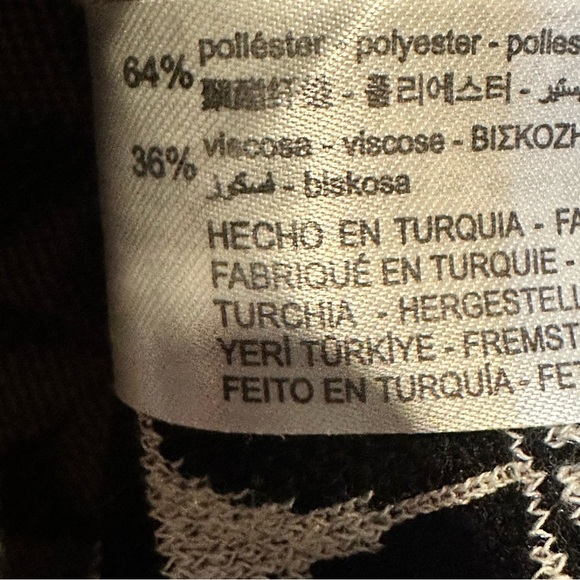 64% poliéster - polyester - polies
聚酯纤维 - 폴리에스터 -
36% viscosa - viscose - ΒΙΣΚΟΖΗ
فسكوز - biskosa
HECHO EN TURQUIA - FA
FABRIQUÉ EN TURQUIE -
TURCHIA - HERGESTELL
YERİ TÜRKİYE - FREMST
FEITO EN TURQUÍA - FE